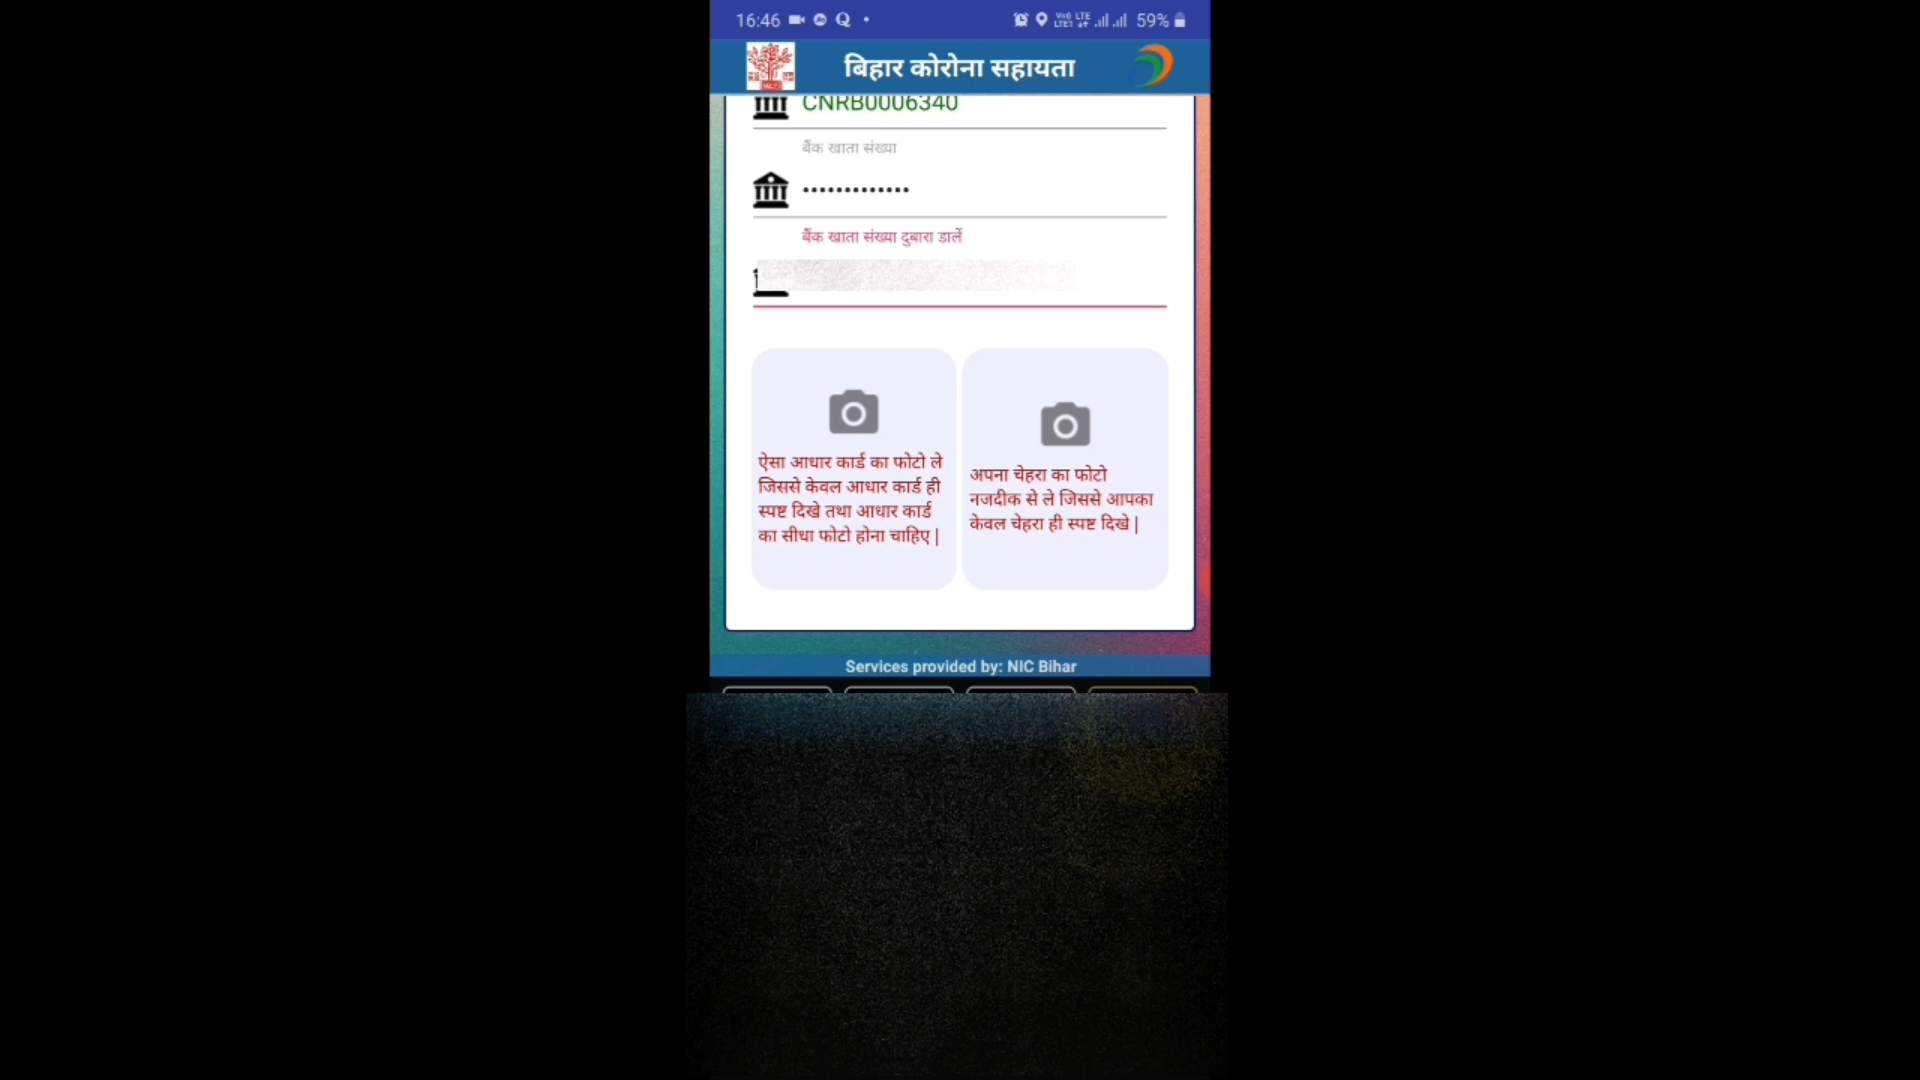 16:46
59%
बिहार कोरोना सहायता
CNRB0006340
बैंक खाता संख्या
•••••••••••••
बैंक खाता संख्या दुबारा डालें
ऐसा आधार कार्ड का फोटो ले
जिससे केवल आधार कार्ड ही
स्पष्ट दिखे तथा आधार कार्ड
का सीधा फोटो होना चाहिए |
अपना चेहरा का फोटो
नजदीक से ले जिससे आपका
केवल चेहरा ही स्पष्ट दिखे |
Services provided by: NIC Bihar